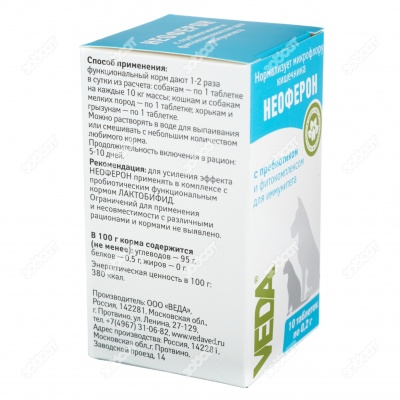 НЕОФЕРОН
Способ применения:
функциональный корм дают 1-2 раза
в сутки из расчета: собакам – по 1 таблетке
на каждые 10 кг массы; кошкам и собакам
мелких пород – по 1 таблетке; хорькам и
грызунам – по 1 таблетке.
Можно растворять в воде для выпаивания
или смешивать с небольшим количеством
любимого корма.
Продолжительность включения в рацион:
5-10 дней.
Рекомендация: для усиления эффекта
НЕОФЕРОН применять в комплексе с
пробиотическим функциональным
кормом ЛАКТОБИФИД.
Ограничений для применения
и несовместимости с различными
рационами и кормами не выявлено.
В 100 г корма содержится
(не менее): углеводов – 95 г,
белков – 0,5 г, жиров – 0 г.
Энергетическая ценность в 100 г:
380 ккал.
Производитель: ООО «ВЕДА»,
Россия, 142281, Московская обл.,
г. Протвино, ул. Ленина, 27-129,
тел. +7(4967) 31-06-82. www.vedaved.ru
Адрес производства: Россия, 142281,
Московская обл., г. Протвино,
Заводской проезд, 14
Нормализует микрофлору
кишечника
НЕОФЕРОН
с пребиотиком
и фитокомплексом
для иммунитета
VEDA
10 таблеток
по 0,2 г